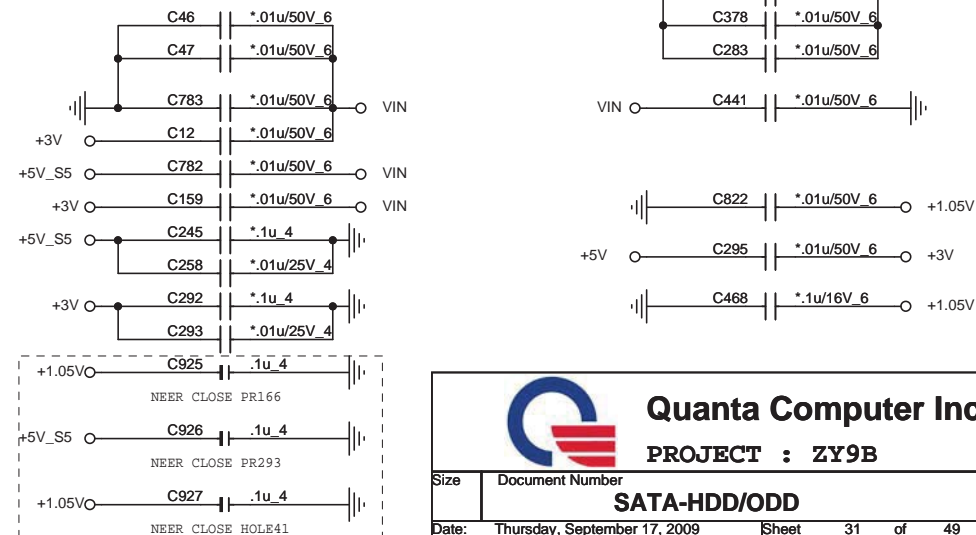 C46 *.01u/50V_6
C47 *.01u/50V_6
C783 *.01u/50V_6 VIN
+3V C12 *.01u/50V_6
+5V_S5 C782 *.01u/50V_6 VIN
+3V C159 *.01u/50V_6 VIN
+5V_S5 C245 *.1u_4
C258 *.01u/25V_4
+3V C292 *.1u_4
C293 *.01u/25V_4
+1.05V C925 .1u_4
NEER CLOSE PR166
+5V_S5 C926 .1u_4
NEER CLOSE PR293
+1.05V C927 .1u_4
NEER CLOSE HOLE41
C378 *.01u/50V_6
C283 *.01u/50V_6
VIN C441 *.01u/50V_6
C822 *.01u/50V_6 +1.05V
+5V C295 *.01u/50V_6 +3V
C468 *.1u/16V_6 +1.05V
Quanta Computer Inc
PROJECT : ZY9B
Size Document Number
SATA-HDD/ODD
Date: Thursday, September 17, 2009 Sheet 31 of 49